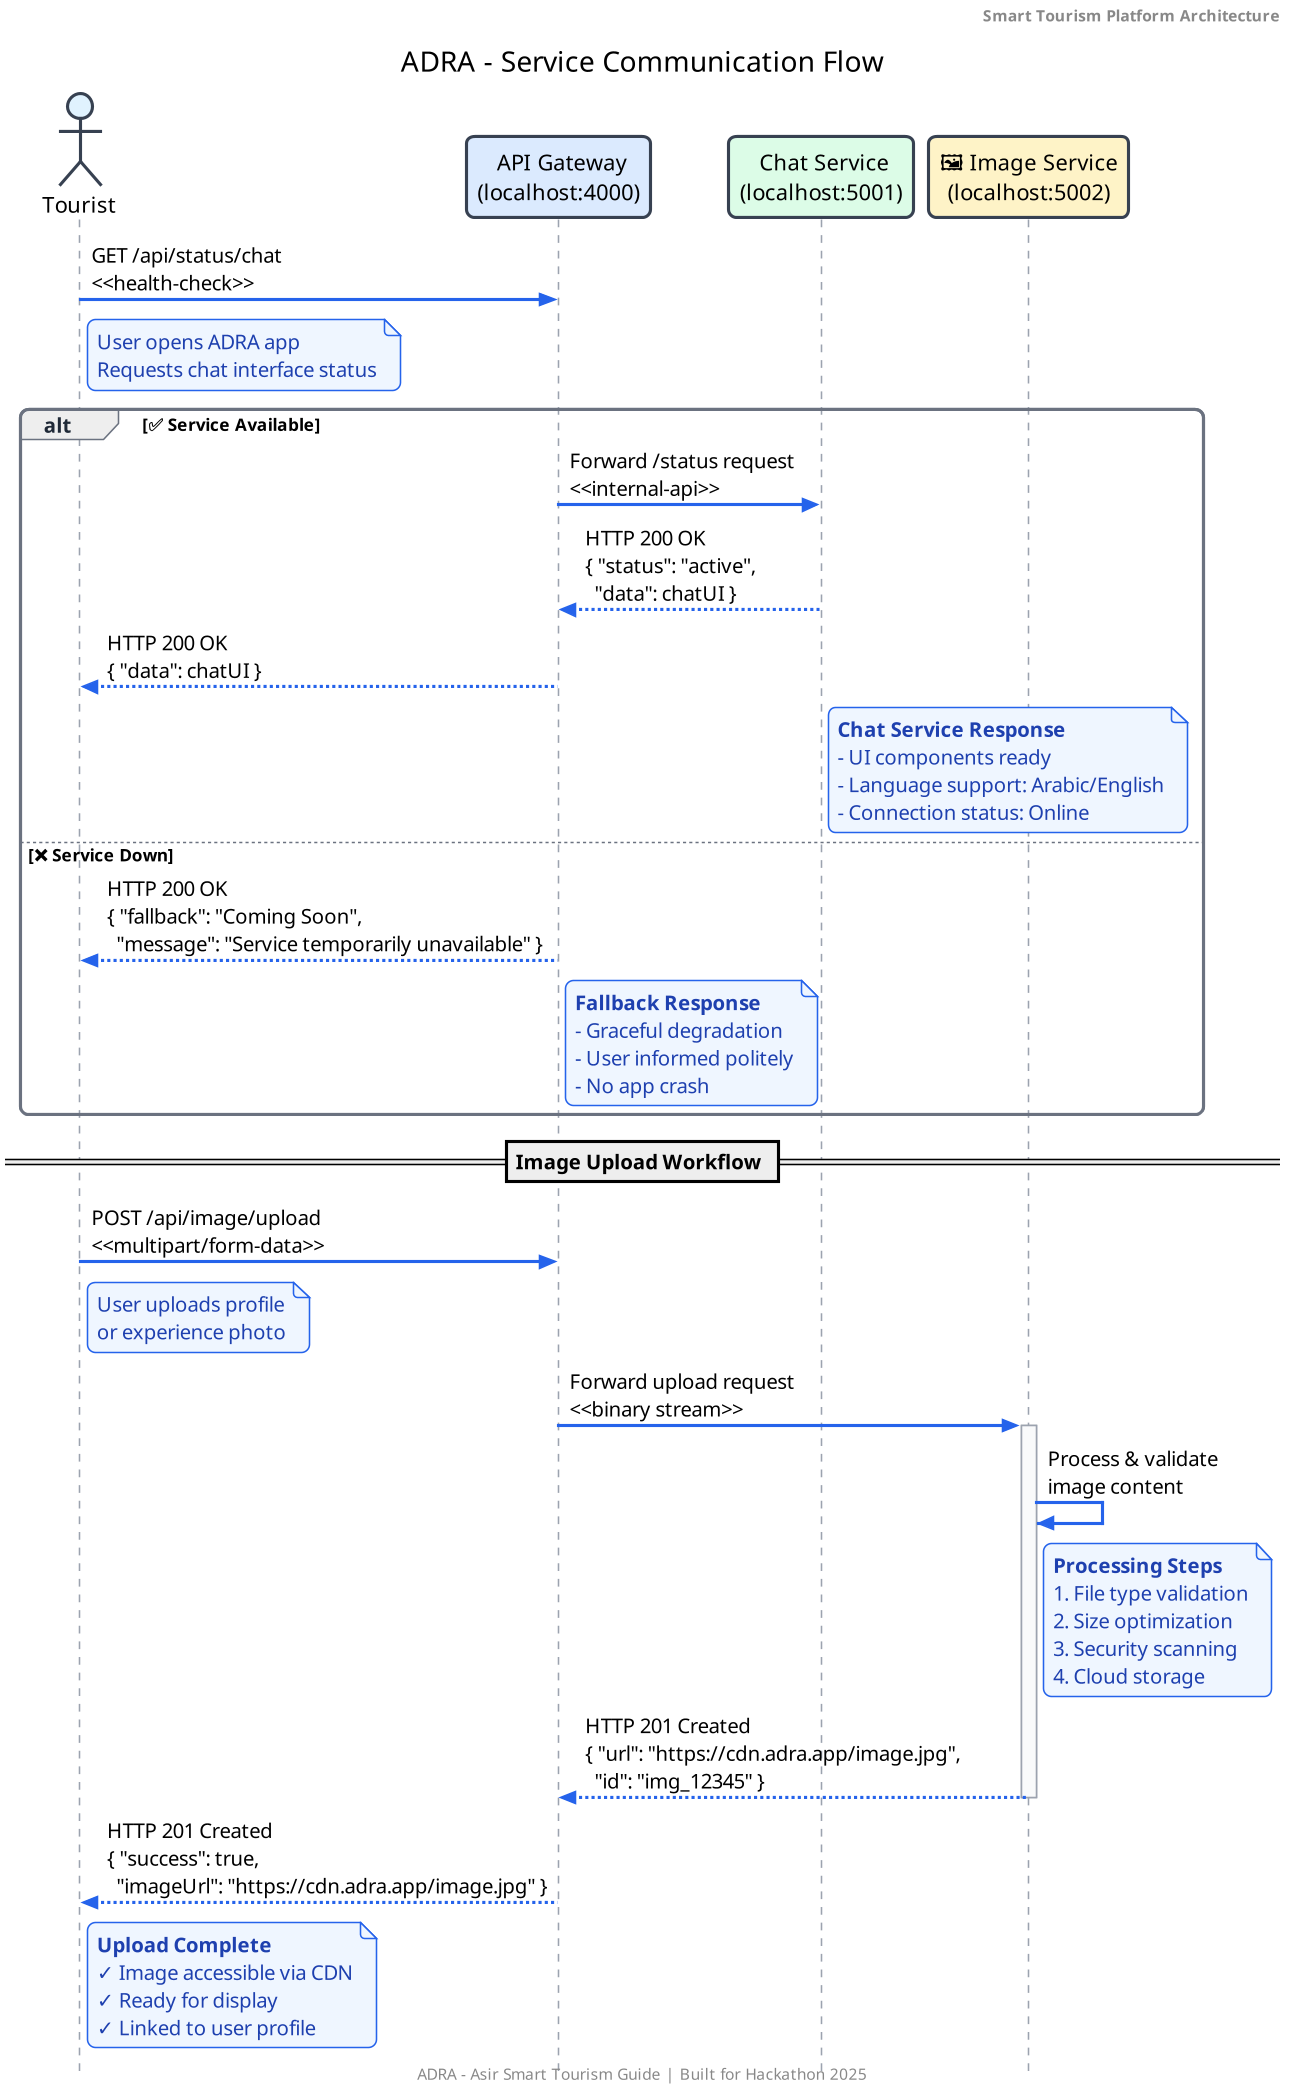 Smart Tourism Platform Architecture
ADRA - Service Communication Flow
Tourist
API Gateway
(localhost:4000)
Chat Service
(localhost:5001)
🖼 Image Service
(localhost:5002)
GET /api/status/chat
<<health-check>>
User opens ADRA app
Requests chat interface status
alt
[✅ Service Available]
Forward /status request
<<internal-api>>
HTTP 200 OK
{ "status": "active",
"data": chatUI }
HTTP 200 OK
{ "data": chatUI }
Chat Service Response
- UI components ready
- Language support: Arabic/English
- Connection status: Online
[❌ Service Down]
HTTP 200 OK
{ "fallback": "Coming Soon",
"message": "Service temporarily unavailable" }
Fallback Response
- Graceful degradation
- User informed politely
- No app crash
Image Upload Workflow
POST /api/image/upload
<<multipart/form-data>>
User uploads profile
or experience photo
Forward upload request
<<binary stream>>
Process & validate
image content
Processing Steps
1. File type validation
2. Size optimization
3. Security scanning
4. Cloud storage
HTTP 201 Created
{ "url": "https://cdn.adra.app/image.jpg",
"id": "img_12345" }
HTTP 201 Created
{ "success": true,
"imageUrl": "https://cdn.adra.app/image.jpg" }
Upload Complete
✓ Image accessible via CDN
✓ Ready for display
✓ Linked to user profile
ADRA - Asir Smart Tourism Guide | Built for Hackathon 2025